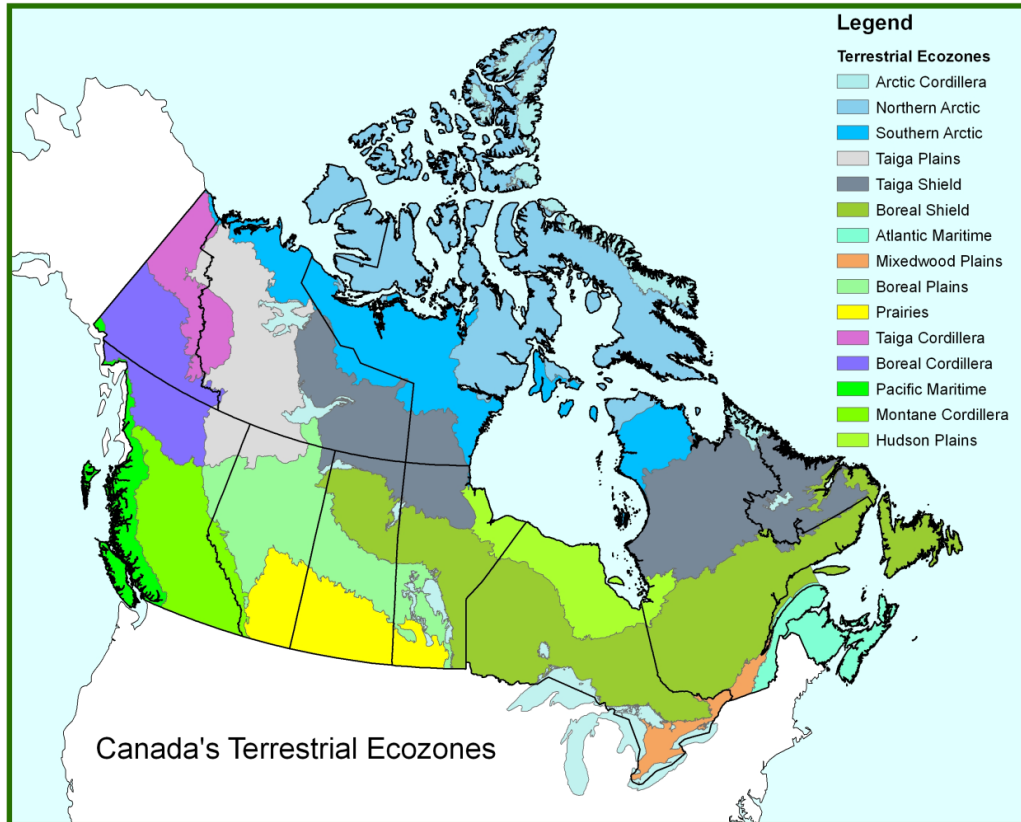 Legend
Terrestrial Ecozones
Arctic Cordillera
Northern Arctic
Southern Arctic
Taiga Plains
Taiga Shield
Boreal Shield
Atlantic Maritime
Mixedwood Plains
Boreal Plains
Prairies
Taiga Cordillera
Boreal Cordillera
Pacific Maritime
Montane Cordillera
Hudson Plains
Canada's Terrestrial Ecozones